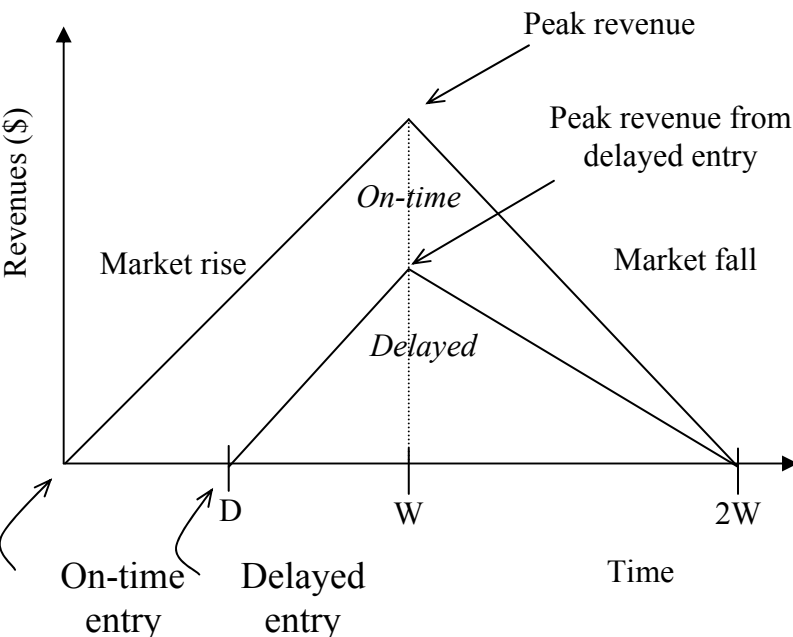 Peak revenue
Peak revenue from
delayed entry
Revenues ($)
On-time
Market rise
Market fall
Delayed
D
W
2W
On-time
entry
Delayed
entry
Time